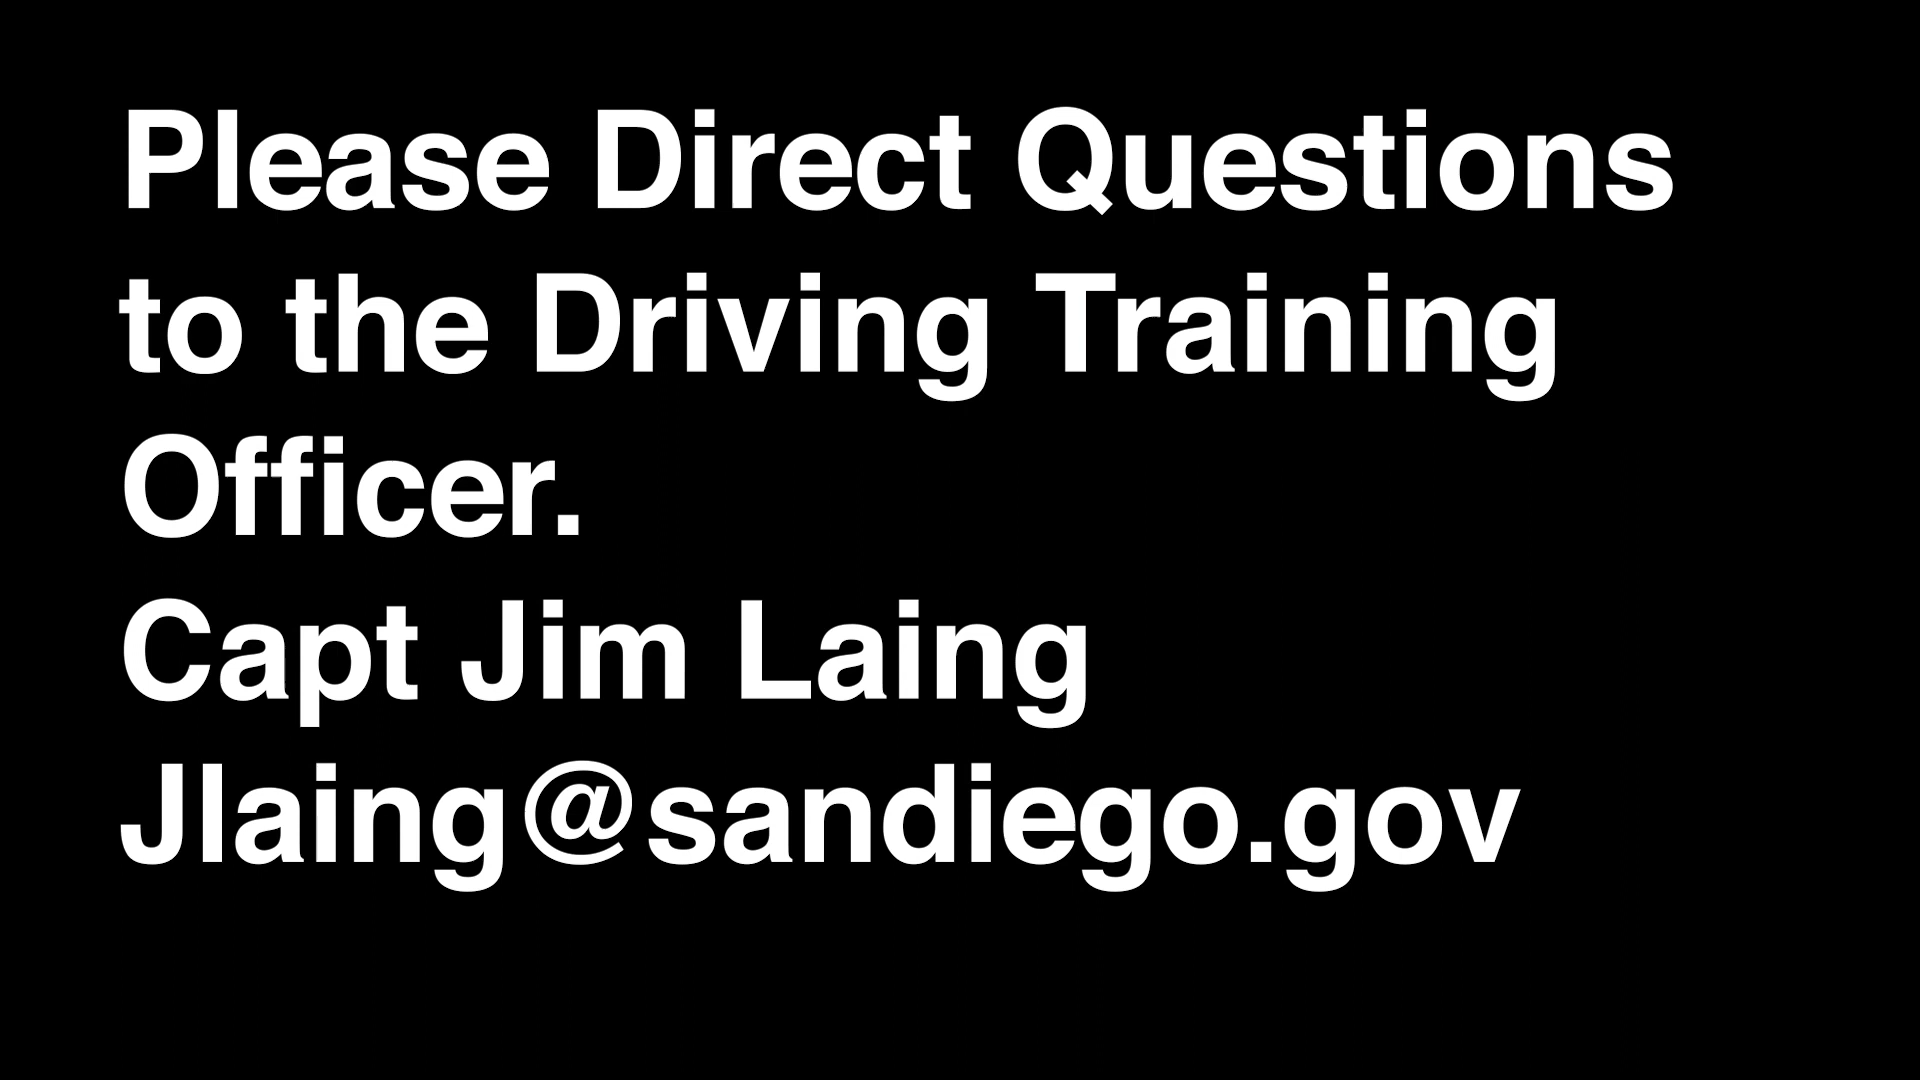 Please Direct Questions
to the Driving Training
Officer.
Capt Jim Laing
Jlaing@sandiego.gov